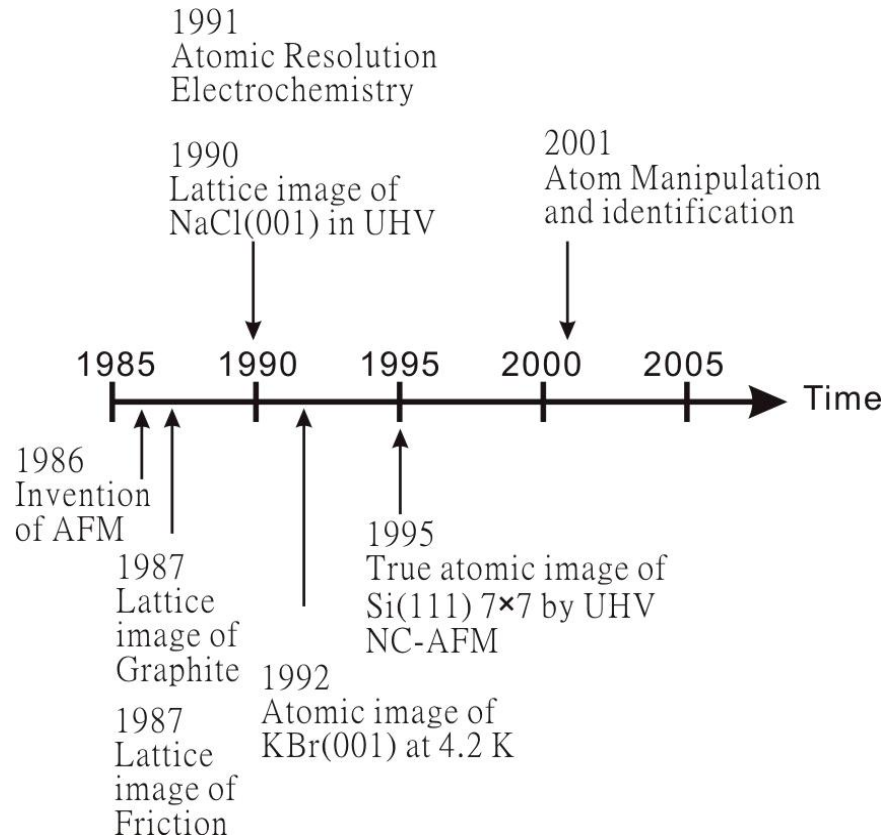 1991
Atomic Resolution
Electrochemistry
1990
Lattice image of
NaCl(001) in UHV
2001
Atom Manipulation
and identification
1985 1990 1995 2000 2005
Time
1986
Invention
of AFM
1987
Lattice
image of
Graphite
1987
Lattice
image of
Friction
1992
Atomic image of
KBr(001) at 4.2 K
1995
True atomic image of
Si(111) 7×7 by UHV
NC-AFM